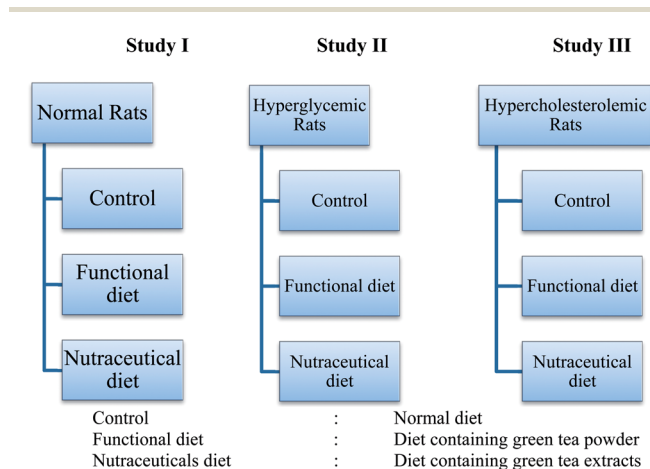 Study I Study II Study III
Normal Rats
Hyperglycemic
Rats
Hypercholesterolemic
Rats
Control
Control
Control
Functional
diet
Functional diet
Functional diet
Nutraceutical
diet
Nutraceutical
diet
Nutraceutical
diet
Control : Normal diet
Functional diet : Diet containing green tea powder
Nutraceuticals diet : Diet containing green tea extracts